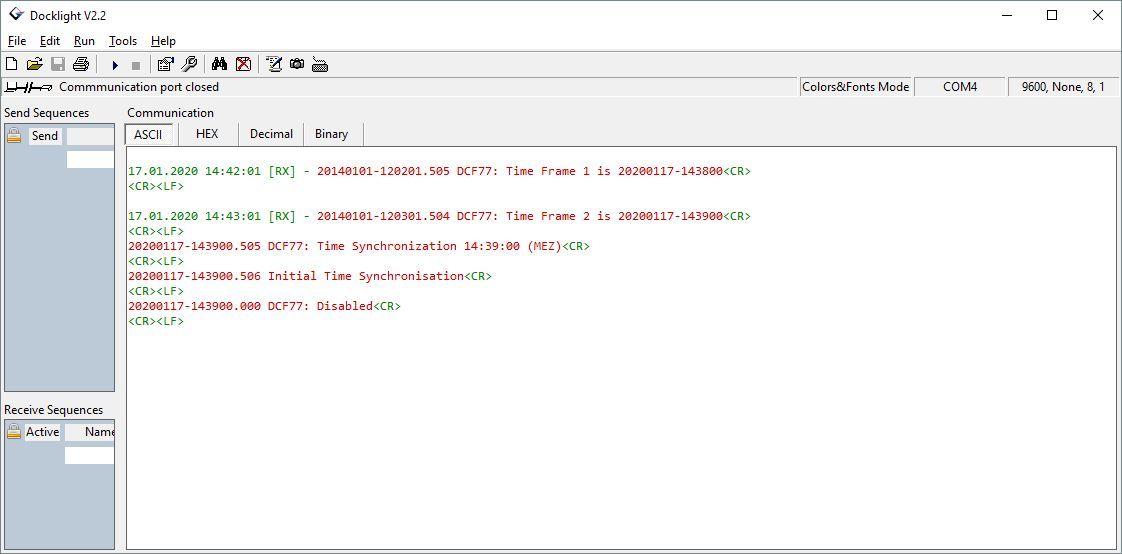 Docklight V2.2
File Edit Run Tools Help
Commmunication port closed
Colors&Fonts Mode
COM4
9600, None, 8, 1
Send Sequences
Send
Communication
ASCII HEX Decimal Binary
17.01.2020 14:42:01 [RX] - 20140101-120201.505 DCF77: Time Frame 1 is 20200117-143800<CR>
<CR><LF>
17.01.2020 14:43:01 [RX] - 20140101-120301.504 DCF77: Time Frame 2 is 20200117-143900<CR>
<CR><LF>
20200117-143900.505 DCF77: Time Synchronization 14:39:00 (MEZ)<CR>
<CR><LF>
20200117-143900.506 Initial Time Synchronisation<CR>
<CR><LF>
20200117-143900.000 DCF77: Disabled<CR>
<CR><LF>
Receive Sequences
Active Name